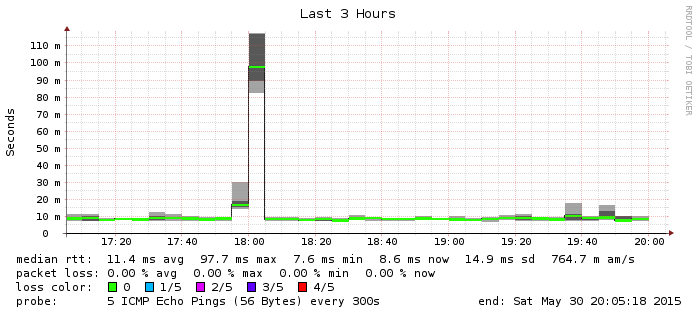 Last 3 Hours
RRDTOOL / TOBI OETIKER
Seconds
110 m
100 m
90 m
80 m
70 m
60 m
50 m
40 m
30 m
20 m
10 m
0
17:20 17:40 18:00 18:20 18:40 19:00 19:20 19:40 20:00
median rtt: 11.4 ms avg 97.7 ms max 7.6 ms min 8.6 ms now 14.9 ms sd 764.7 m am/s
packet loss: 0.00 % avg 0.00 % max 0.00 % min 0.00 % now
loss color: 0 1/5 2/5 3/5 4/5
probe: 5 ICMP Echo Pings (56 Bytes) every 300s end: Sat May 30 20:05:18 2015